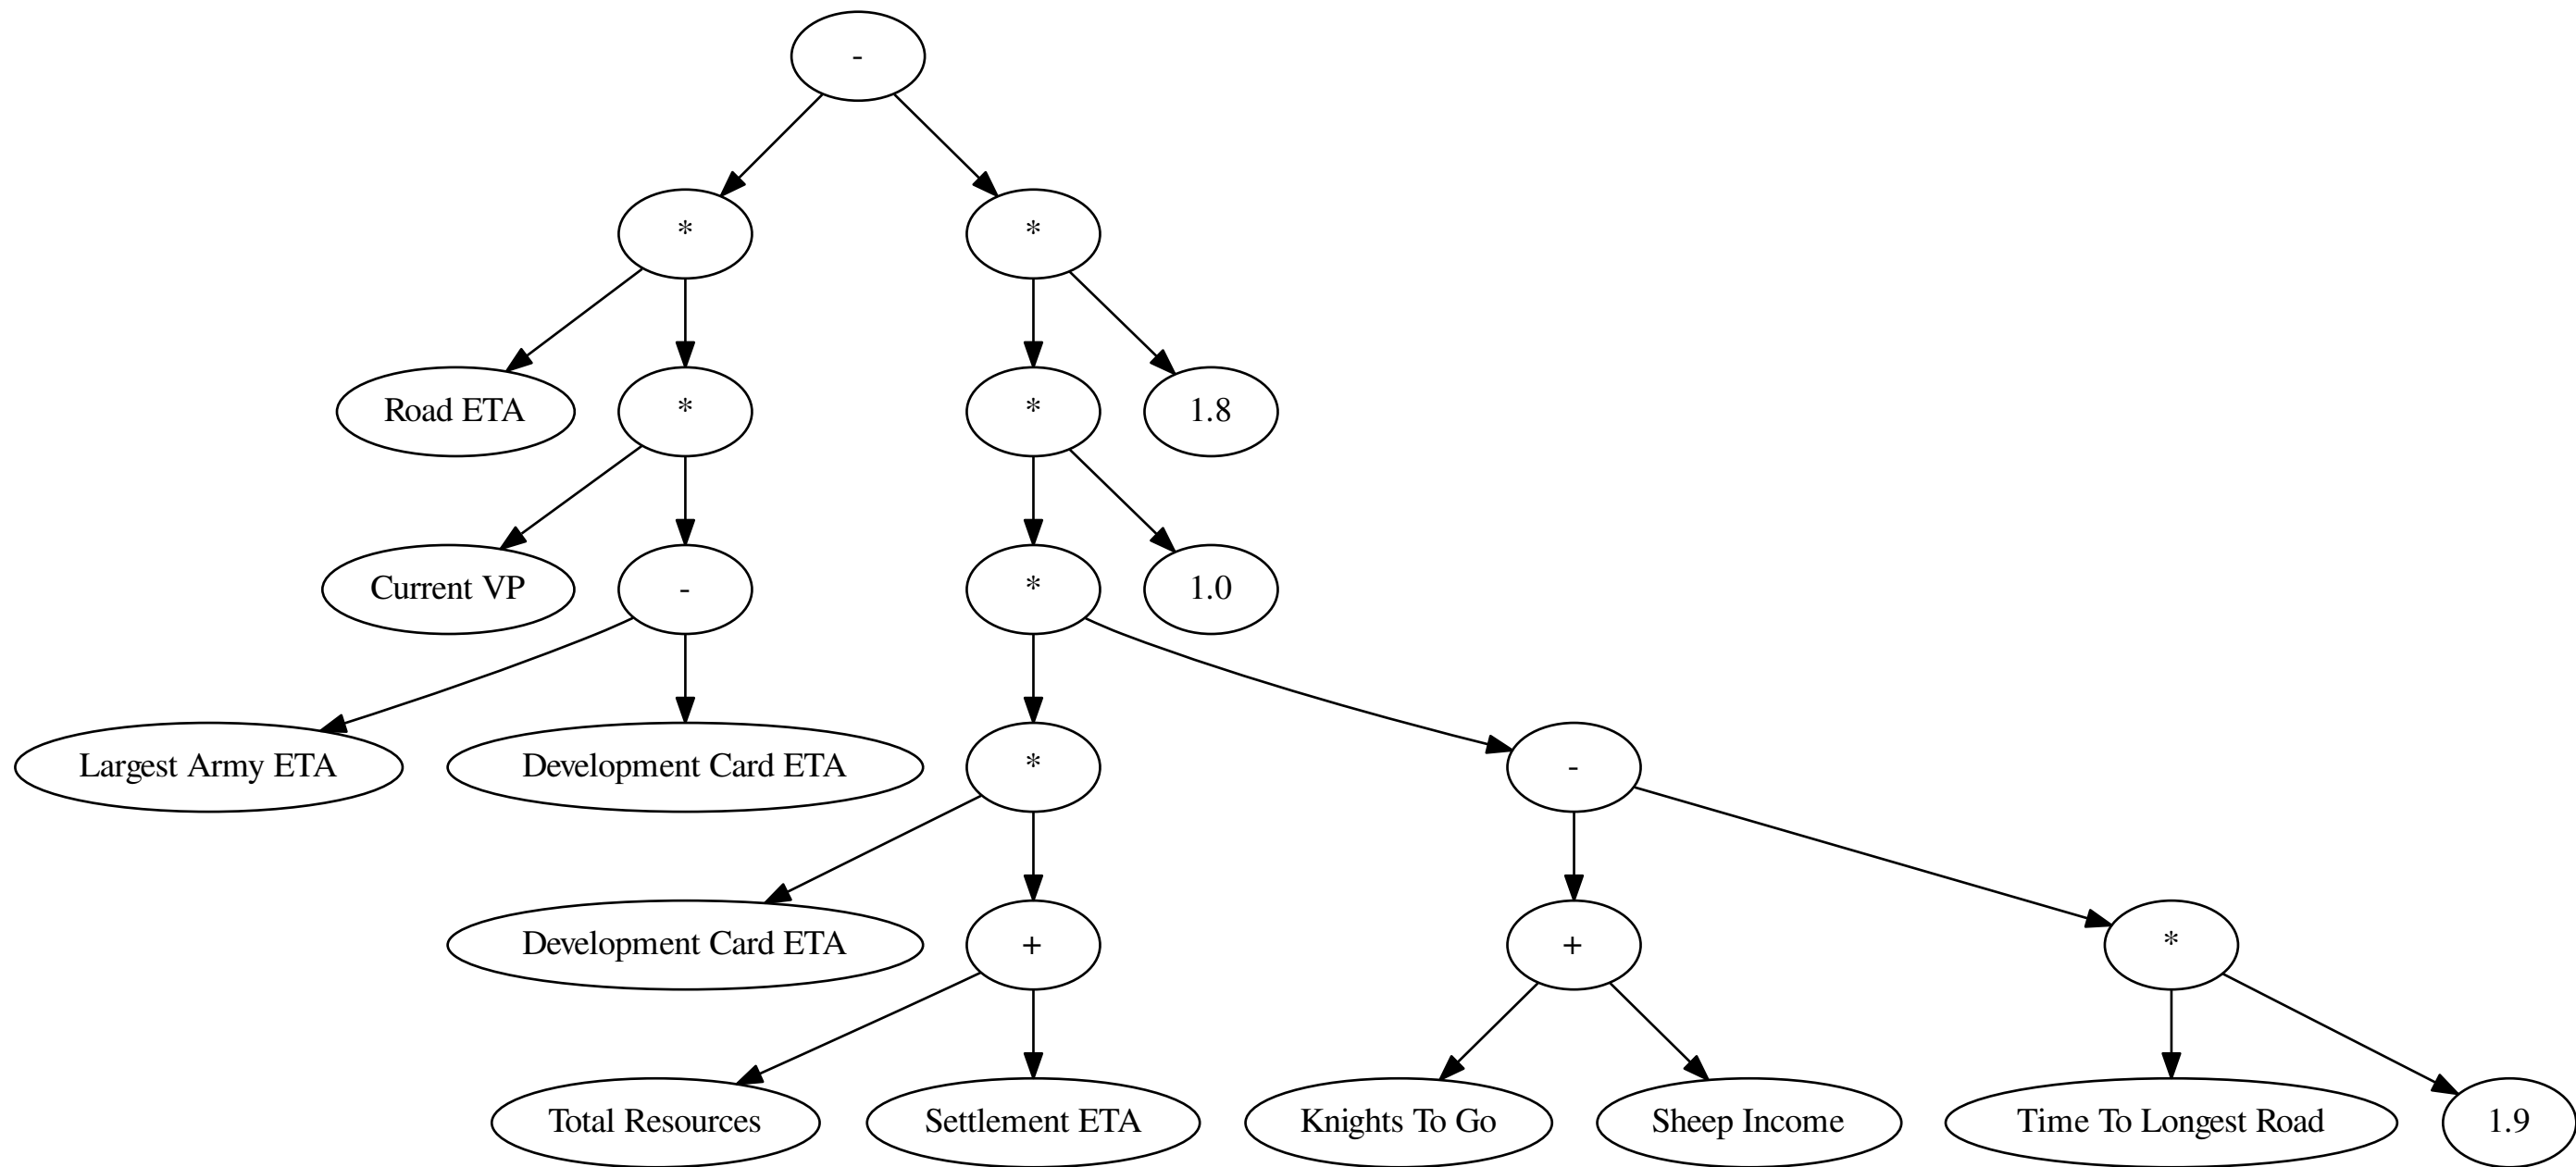 -
*
*
Road ETA
*
*
1.8
Current VP
-
*
1.0
Largest Army ETA
Development Card ETA
*
-
Development Card ETA
+
+
*
Total Resources
Settlement ETA
Knights To Go
Sheep Income
Time To Longest Road
1.9